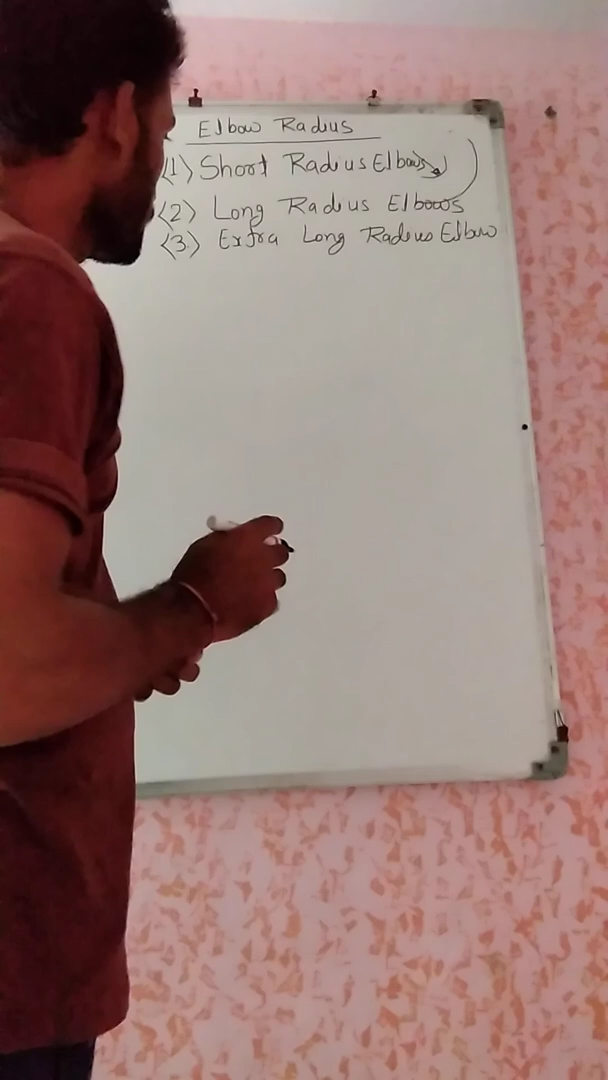 Elbow Radius
(1) Short Radius Elbows
(2) Long Radius Elbows
(3) Extra Long Radius Elbow